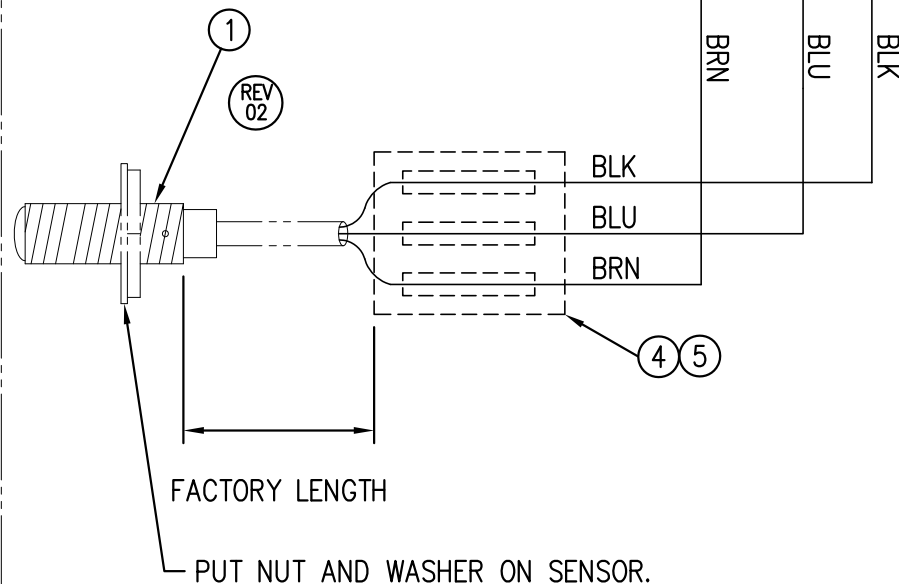 1
REV
02
BRN
BLU
BLK
BLK
BLU
BRN
4 5
FACTORY LENGTH
PUT NUT AND WASHER ON SENSOR.